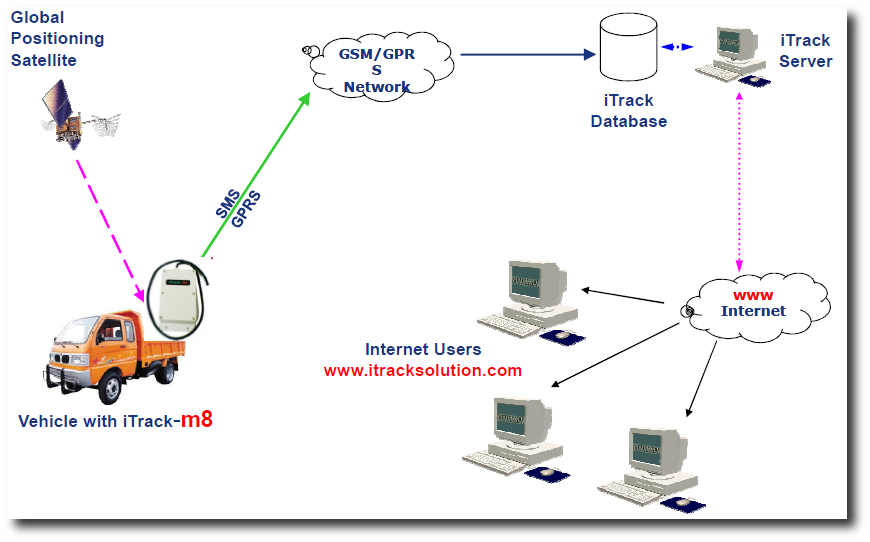 Global
Positioning
Satellite
GSM/GPR
S
Network
iTrack
Database
iTrack
Server
SMS
GPRS
www
Internet
Internet Users
www.itracksolution.com
Vehicle with iTrack-m8